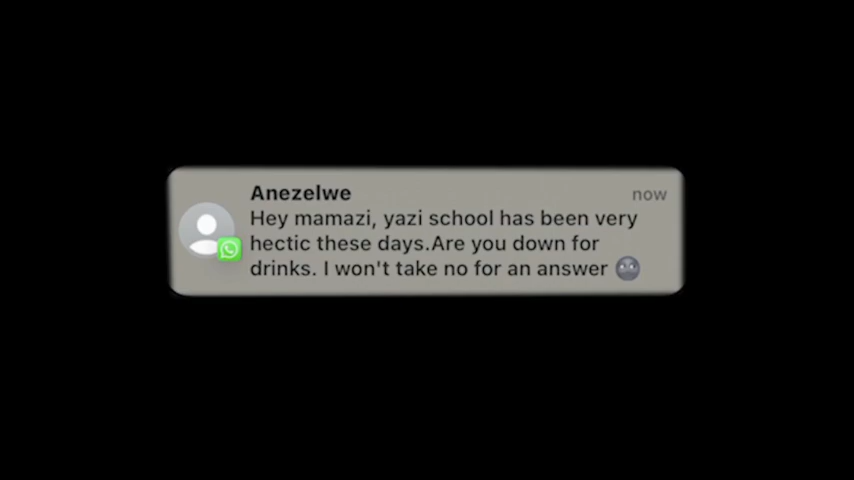 Anezelwe now
Hey mamazi, yazi school has been very
hectic these days.Are you down for
drinks. I won't take no for an answer 🌚